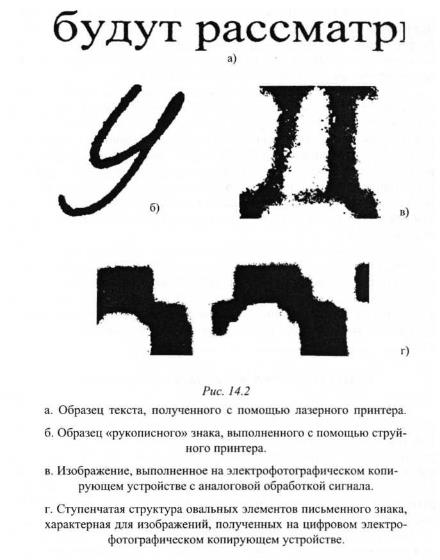 будут рассматри
а)
У
б)
Д
в)
г)
Рис. 14.2
а. Образец текста, полученного с помощью лазерного принтера.
б. Образец «рукописного» знака, выполненного с помощью струй-
ного принтера.
в. Изображение, выполненное на электрофотографическом копи-
рующем устройстве с аналоговой обработкой сигнала.
г. Ступенчатая структура овальных элементов письменного знака,
характерная для изображений, полученных на цифровом электро-
фотографическом копирующем устройстве.